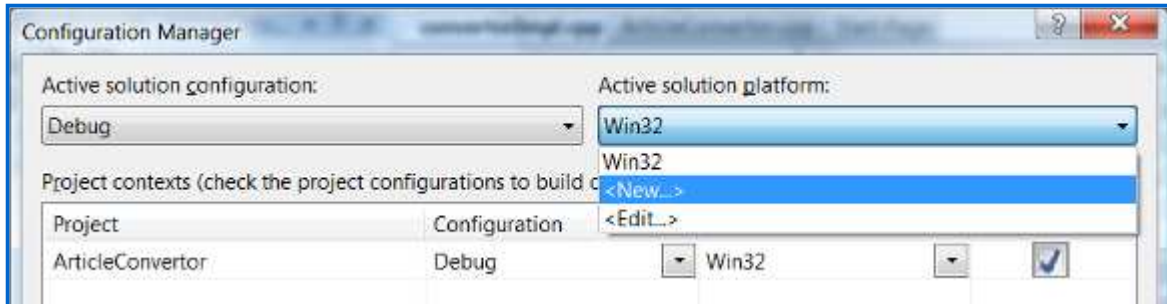 Configuration Manager
Active solution configuration: Active solution platform:
Debug Win32
Win32
Project contexts (check the project configurations to build <New...>
Project Configuration <Edit...>
ArticleConvertor Debug Win32